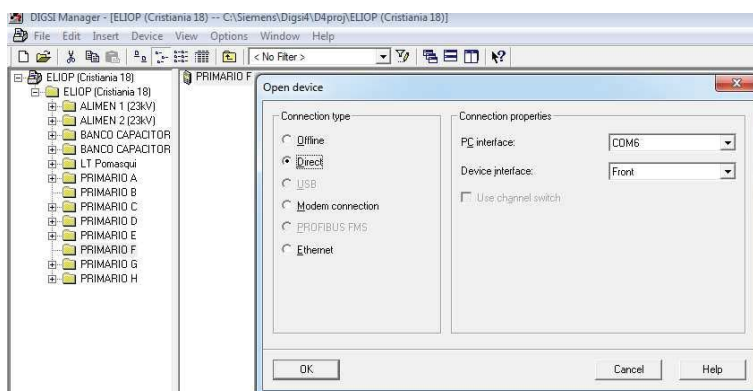 DIGSI Manager - [ELIOP (Cristiania 18) -- C:\Siemens\Digsi4\D4proj\ELIOP (Cristiania 18)]
File Edit Insert Device View Options Window Help
< No Filter >
ELIOP (Cristiania 18)
ELIOP (Cristiania 18)
ALIMEN 1 (23kV)
ALIMEN 2 (23kV)
BANCO CAPACITOR
BANCO CAPACITOR
LT Pomasqui
PRIMARIO A
PRIMARIO B
PRIMARIO C
PRIMARIO D
PRIMARIO E
PRIMARIO F
PRIMARIO G
PRIMARIO H
PRIMARIO F
Open device
Connection type
Offline
Direct
USB
Modem connection
PROFIBUS FMS
Ethernet
Connection properties
PC interface:
COM6
Device interface:
Front
Use channel switch
OK
Cancel
Help